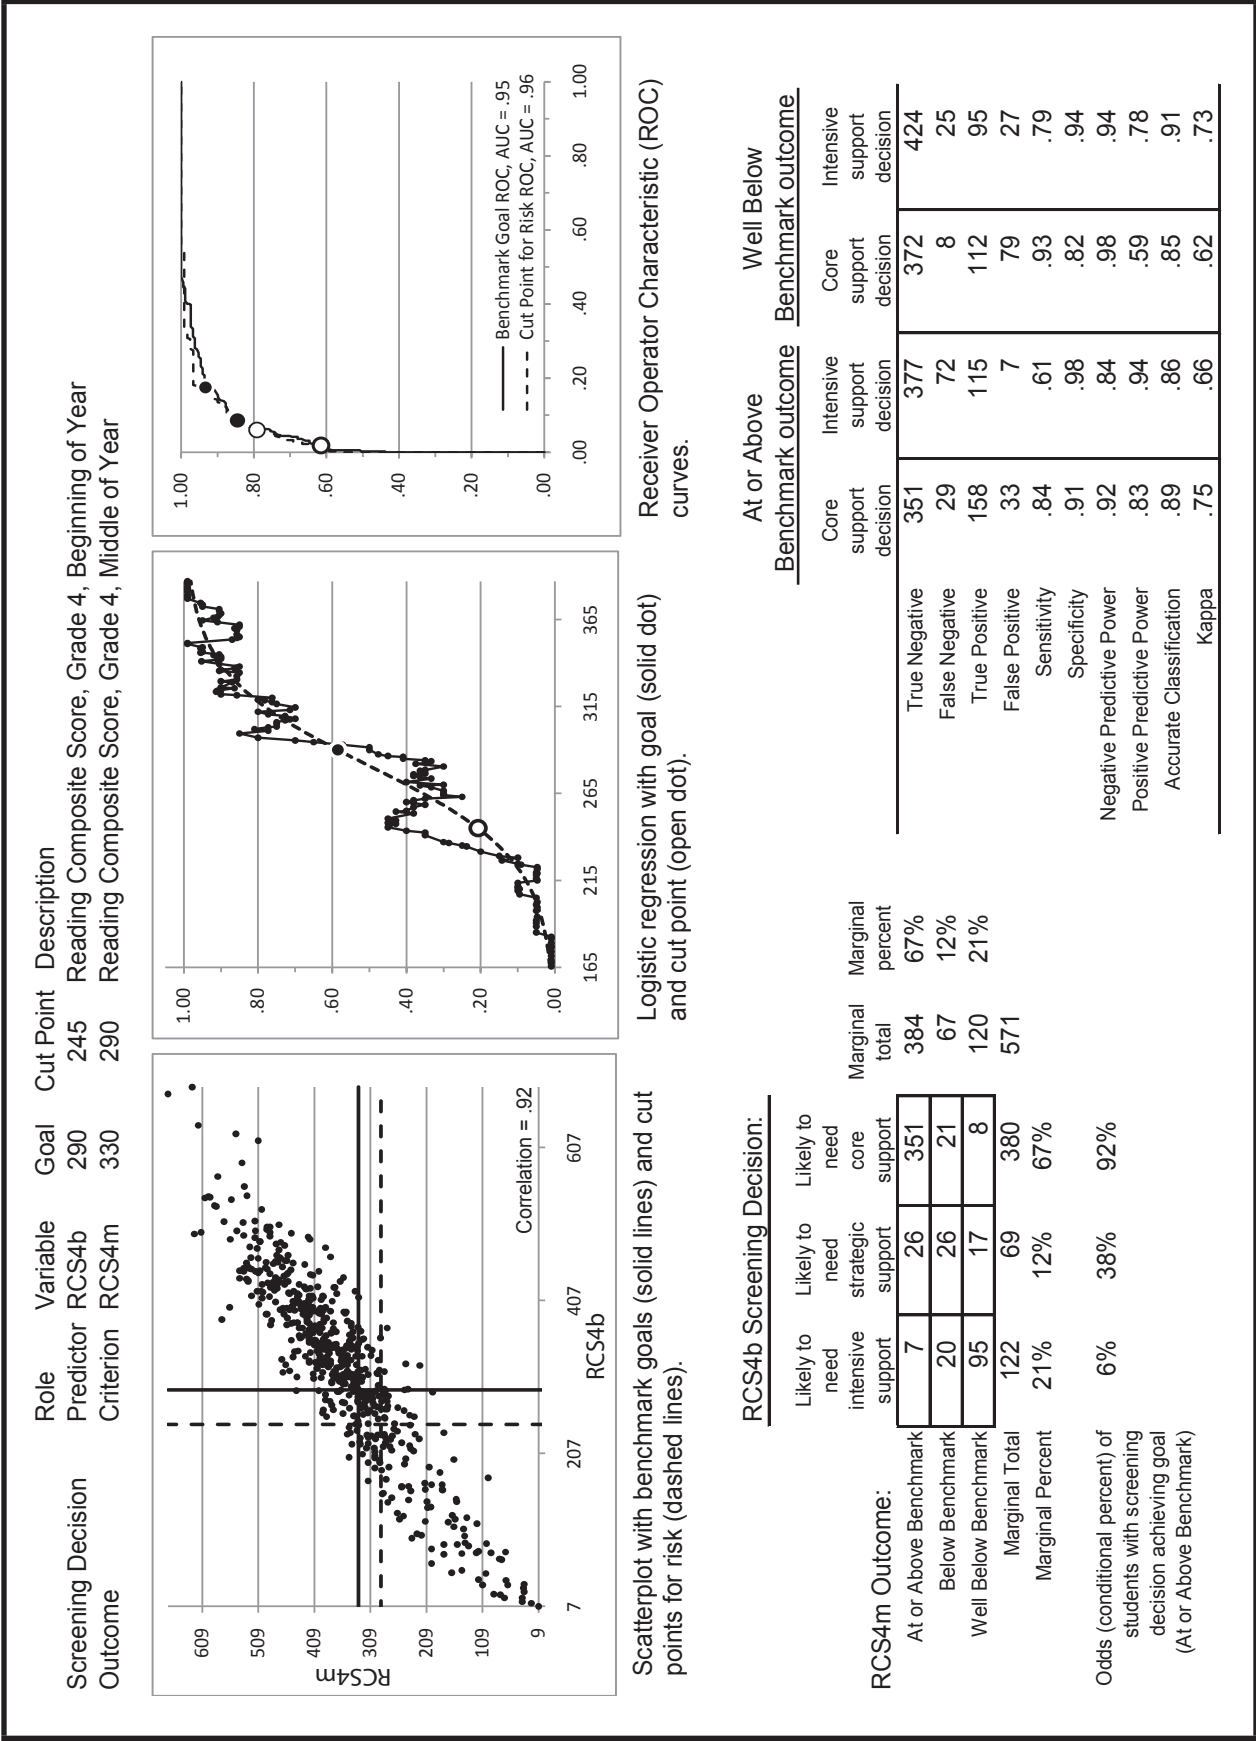 Role Variable Goal Cut Point Description
Screening Decision Predictor RCS4b 290 245 Reading Composite Score, Grade 4, Beginning of Year
Outcome Criterion RCS4m 330 290 Reading Composite Score, Grade 4, Middle of Year
RCS4m
609
509
409
309
209
109
9
7 207 407 607
RCS4b
Correlation = .92
Scatterplot with benchmark goals (solid lines) and cut
points for risk (dashed lines).
1.00
.80
.60
.40
.20
.00
165 215 265 315 365
Logistic regression with goal (solid dot)
and cut point (open dot).
1.00
.80
.60
.40
.20
.00
.00 .20 .40 .60 .80 1.00
Benchmark Goal ROC, AUC = .95
Cut Point for Risk ROC, AUC = .96
Receiver Operator Characteristic (ROC)
curves.
RCS4b Screening Decision:
Likely to Likely to Likely to
need need need
intensive strategic core Marginal Marginal
RCS4m Outcome: support support support total percent
At or Above Benchmark 7 26 351 384 67%
Below Benchmark 20 26 21 67 12%
Well Below Benchmark 95 17 8 120 21%
Marginal Total 122 69 380 571
Marginal Percent 21% 12% 67%
Odds (conditional percent) of 6% 38% 92%
students with screening
decision achieving goal
(At or Above Benchmark)
At or Above Well Below
Benchmark outcome Benchmark outcome
Core Intensive Core Intensive
support support support support
decision decision decision decision
True Negative 351 377 372 424
False Negative 29 72 8 25
True Positive 158 115 112 95
False Positive 33 7 79 27
Sensitivity .84 .61 .93 .79
Specificity .91 .98 .82 .94
Negative Predictive Power .92 .84 .98 .94
Positive Predictive Power .83 .94 .59 .78
Accurate Classification .89 .86 .85 .91
Kappa .75 .66 .62 .73